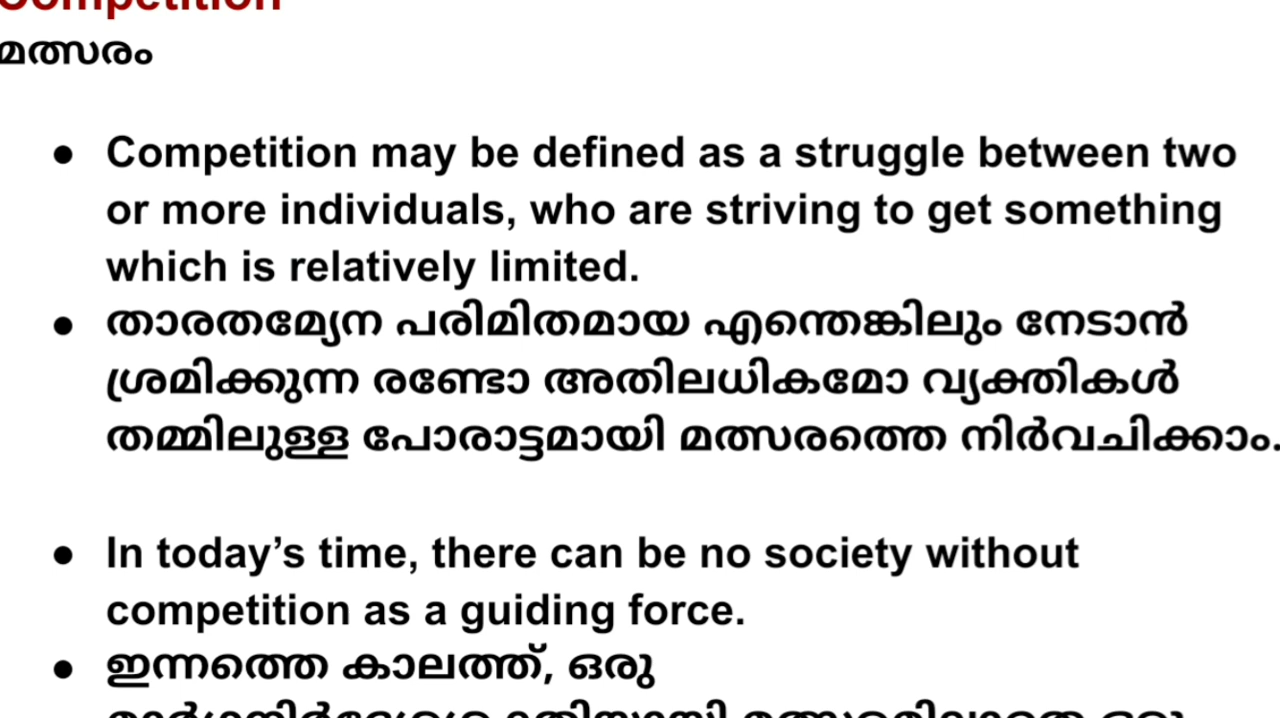 Competition
മത്സരം
● Competition may be defined as a struggle between two
or more individuals, who are striving to get something
which is relatively limited.
● താരതമ്യേന പരിമിതമായ എന്തെങ്കിലും നേടാൻ
ശ്രമിക്കുന്ന രണ്ടോ അതിലധികമോ വ്യക്തികൾ
തമ്മിലുള്ള പോരാട്ടമായി മത്സരത്തെ നിർവചിക്കാം.
● In today’s time, there can be no society without
competition as a guiding force.
● ഇന്നത്തെ കാലത്ത്, ഒരു